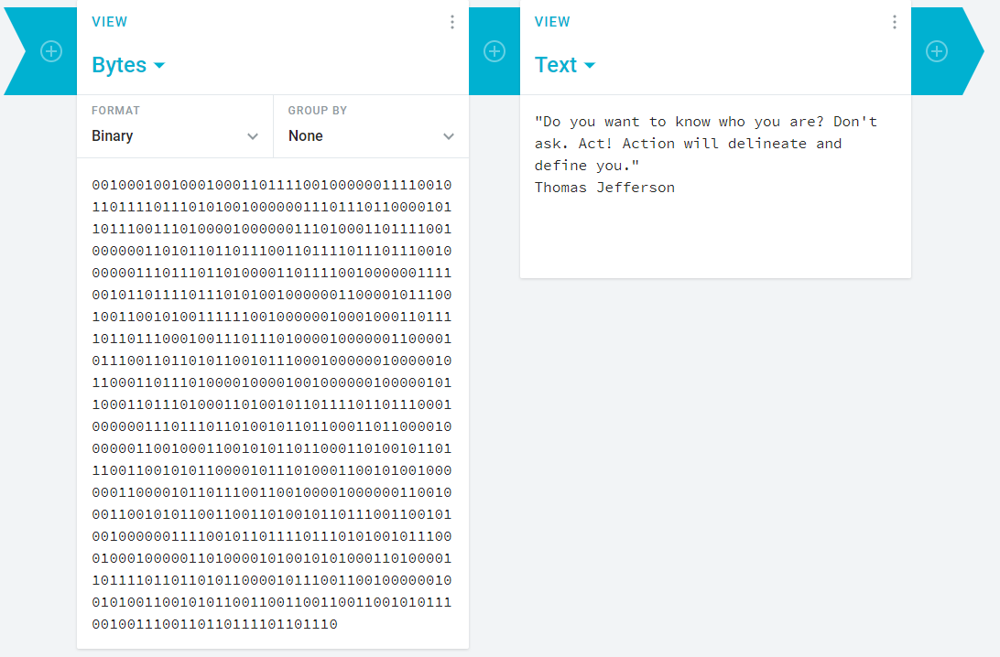 VIEW
Bytes
FORMAT
Binary
GROUP BY
None
00100010010001000110111100100000011110010
11011110111010100100000011101110110000101
10111001110100001000000111010001101111001
00000011010110110111001101111011101110010
00000111011101101000011011110010000001111
00101101111011101010010000001100001011100
10011001010011111100100000010001000110111
10110111000100111011101000010000001100001
01110011011010110010111000100000010000010
11000110111010000100001001000000100000101
10001101110100011010010110111101101110001
00000011101110110100101101100011011000010
00000110010001100101011011000110100101101
11001100101011000010111010001100101001000
00011000010110111001100100001000000110010
00110010101100110011010010110111001100101
00100000011110010110111101110101001011100
01000100000110100001010010101000110100001
10111101101101011000010111001100100000010
01010011001010110011001100110011001010111
0010011100110110111101101110
VIEW
Text
"Do you want to know who you are? Don't
ask. Act! Action will delineate and
define you."
Thomas Jefferson